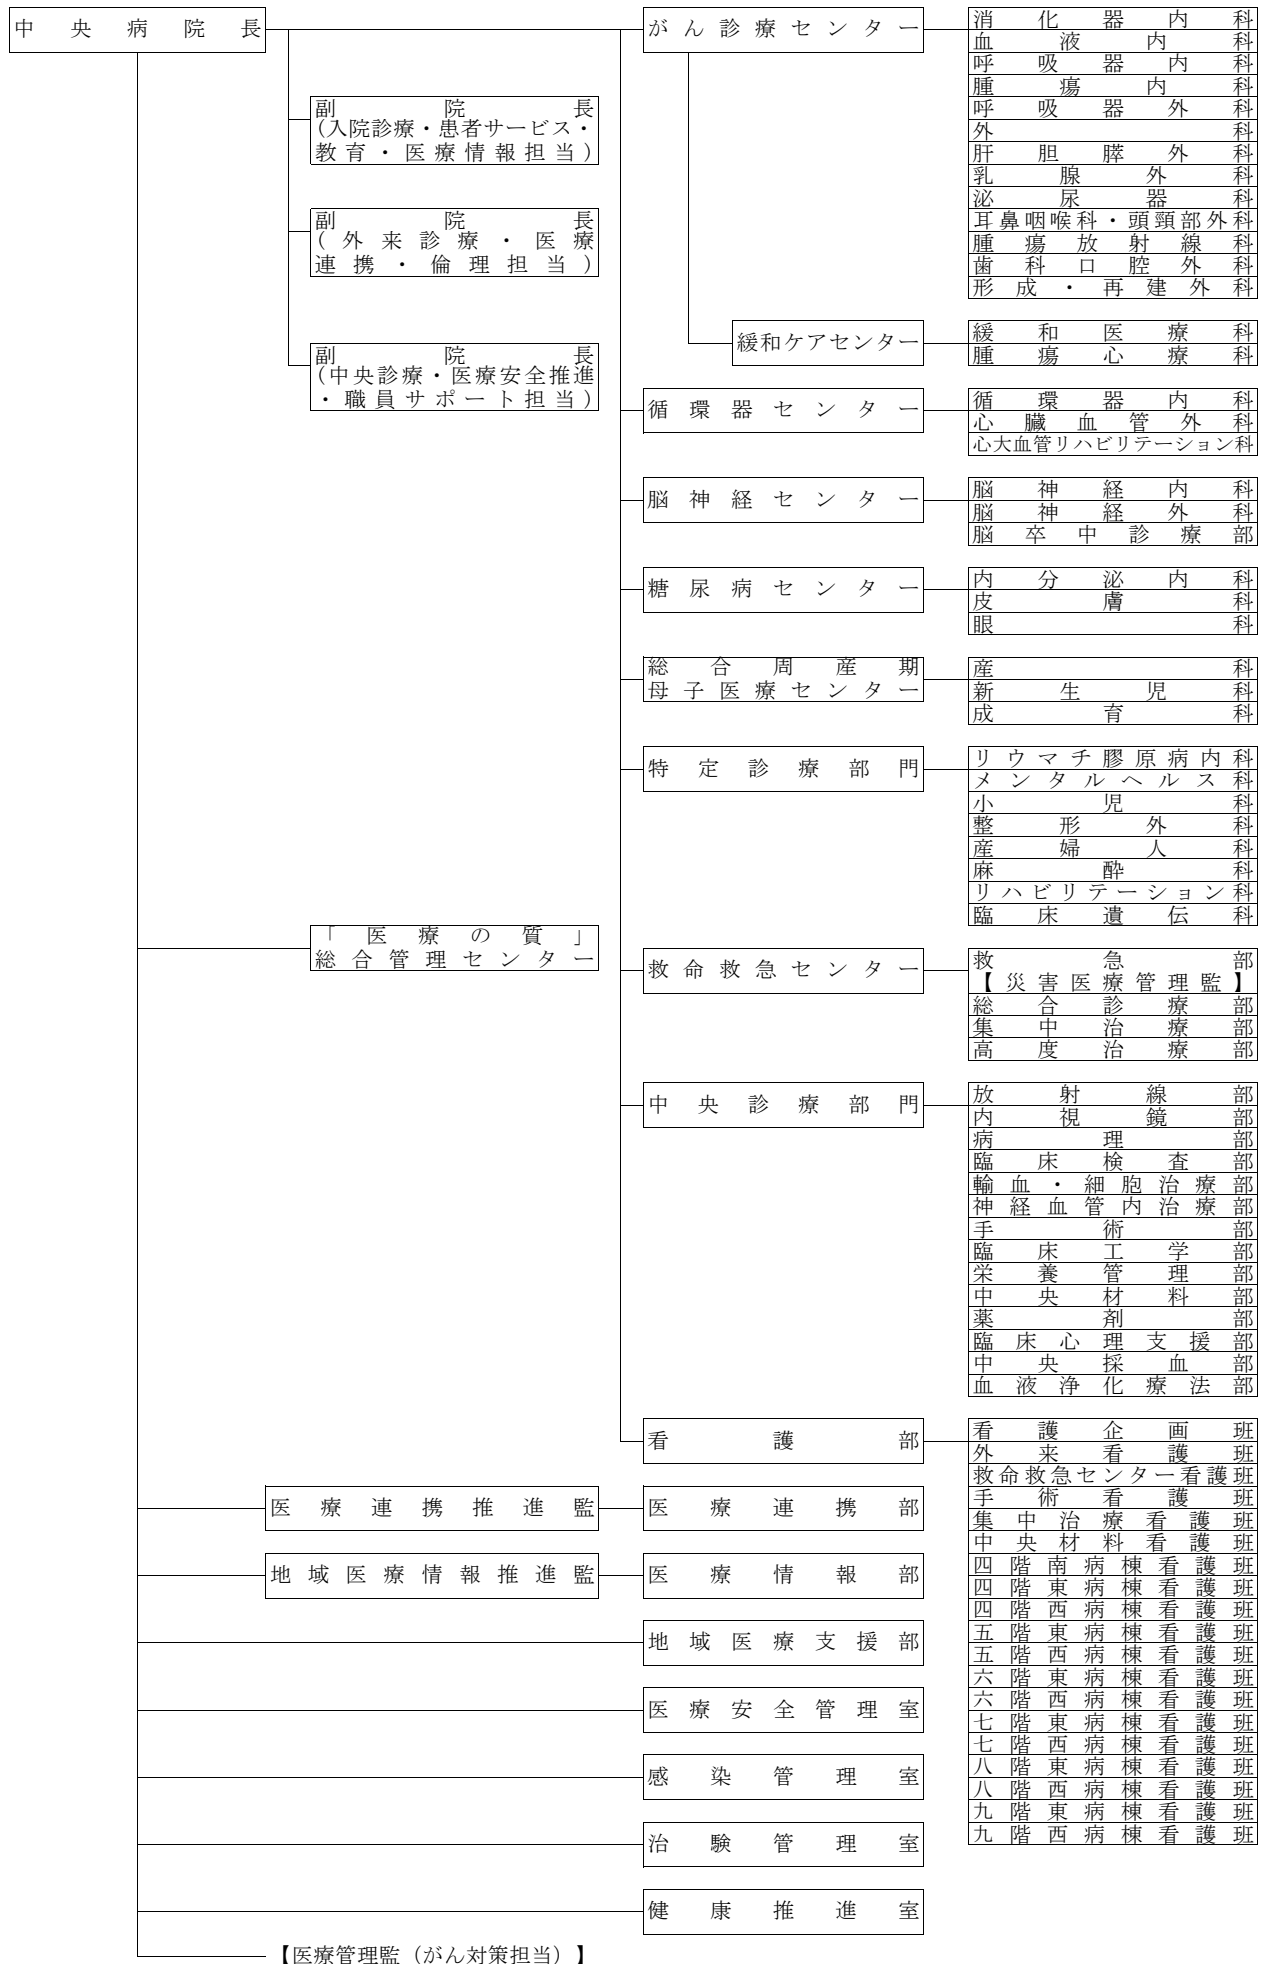 中央病院長
副院長
(入院診療・患者サービス・
教育・医療情報担当)
副院長
(外来診療・医療
連携・倫理担当)
副院長
(中央診療・医療安全推進
・職員サポート担当)
「医療の質」
総合管理センター
がん診療センター
消化器内科
血液内科
呼吸器内科
腫瘍内科
呼吸器外科
外科
肝胆膵外科
乳腺外科
泌尿器科
耳鼻咽喉科・頭頸部外科
腫瘍放射線科
歯科口腔外科
形成・再建外科
緩和ケアセンター
緩和医療科
腫瘍心療科
循環器センター
循環器内科
心臓血管外科
心大血管リハビリテーション科
脳神経センター
脳神経内科
脳神経外科
脳卒中診療部
糖尿病センター
内分泌内科
皮膚科
眼科
総合周産期
母子医療センター
産科
新生児科
成育科
特定診療部門
リウマチ膠原病内科
メンタルヘルス科
小児科
整形外科
産婦人科
麻酔科
リハビリテーション科
臨床遺伝科
救命救急センター
救急部
【災害医療管理監】
総合診療部
集中治療部
高度治療部
中央診療部門
放射線部
内視鏡部
病理部
臨床検査部
輸血・細胞治療部
神経血管内治療部
手術部
臨床工学部
栄養管理部
中央材料部
薬剤部
臨床心理支援部
中央採血部
血液浄化療法部
看護部
看護企画班
外来看護班
救命救急センター看護班
手術看護班
集中治療看護班
中央材料看護班
四階南病棟看護班
四階東病棟看護班
四階西病棟看護班
五階東病棟看護班
五階西病棟看護班
六階東病棟看護班
六階西病棟看護班
七階東病棟看護班
七階西病棟看護班
八階東病棟看護班
八階西病棟看護班
九階東病棟看護班
九階西病棟看護班
医療連携推進監
医療連携部
地域医療情報推進監
医療情報部
地域医療支援部
医療安全管理室
感染管理室
治験管理室
健康推進室
【医療管理監（がん対策担当）】